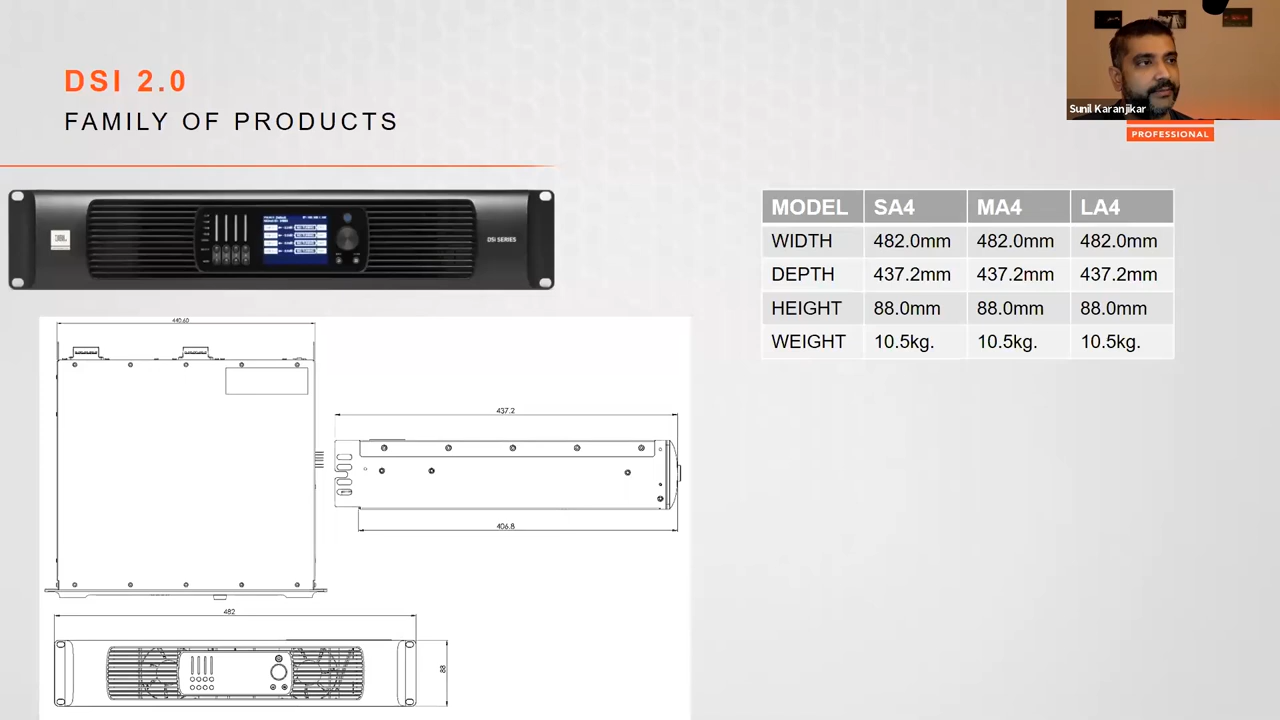 DSI 2.0
FAMILY OF PRODUCTS
Sunil Karanjikar
PROFESSIONAL
JBL
DSi SERIES
MODEL SA4 MA4 LA4
WIDTH 482.0mm 482.0mm 482.0mm
DEPTH 437.2mm 437.2mm 437.2mm
HEIGHT 88.0mm 88.0mm 88.0mm
WEIGHT 10.5kg. 10.5kg. 10.5kg.
440.60
437.2
406.8
482
88